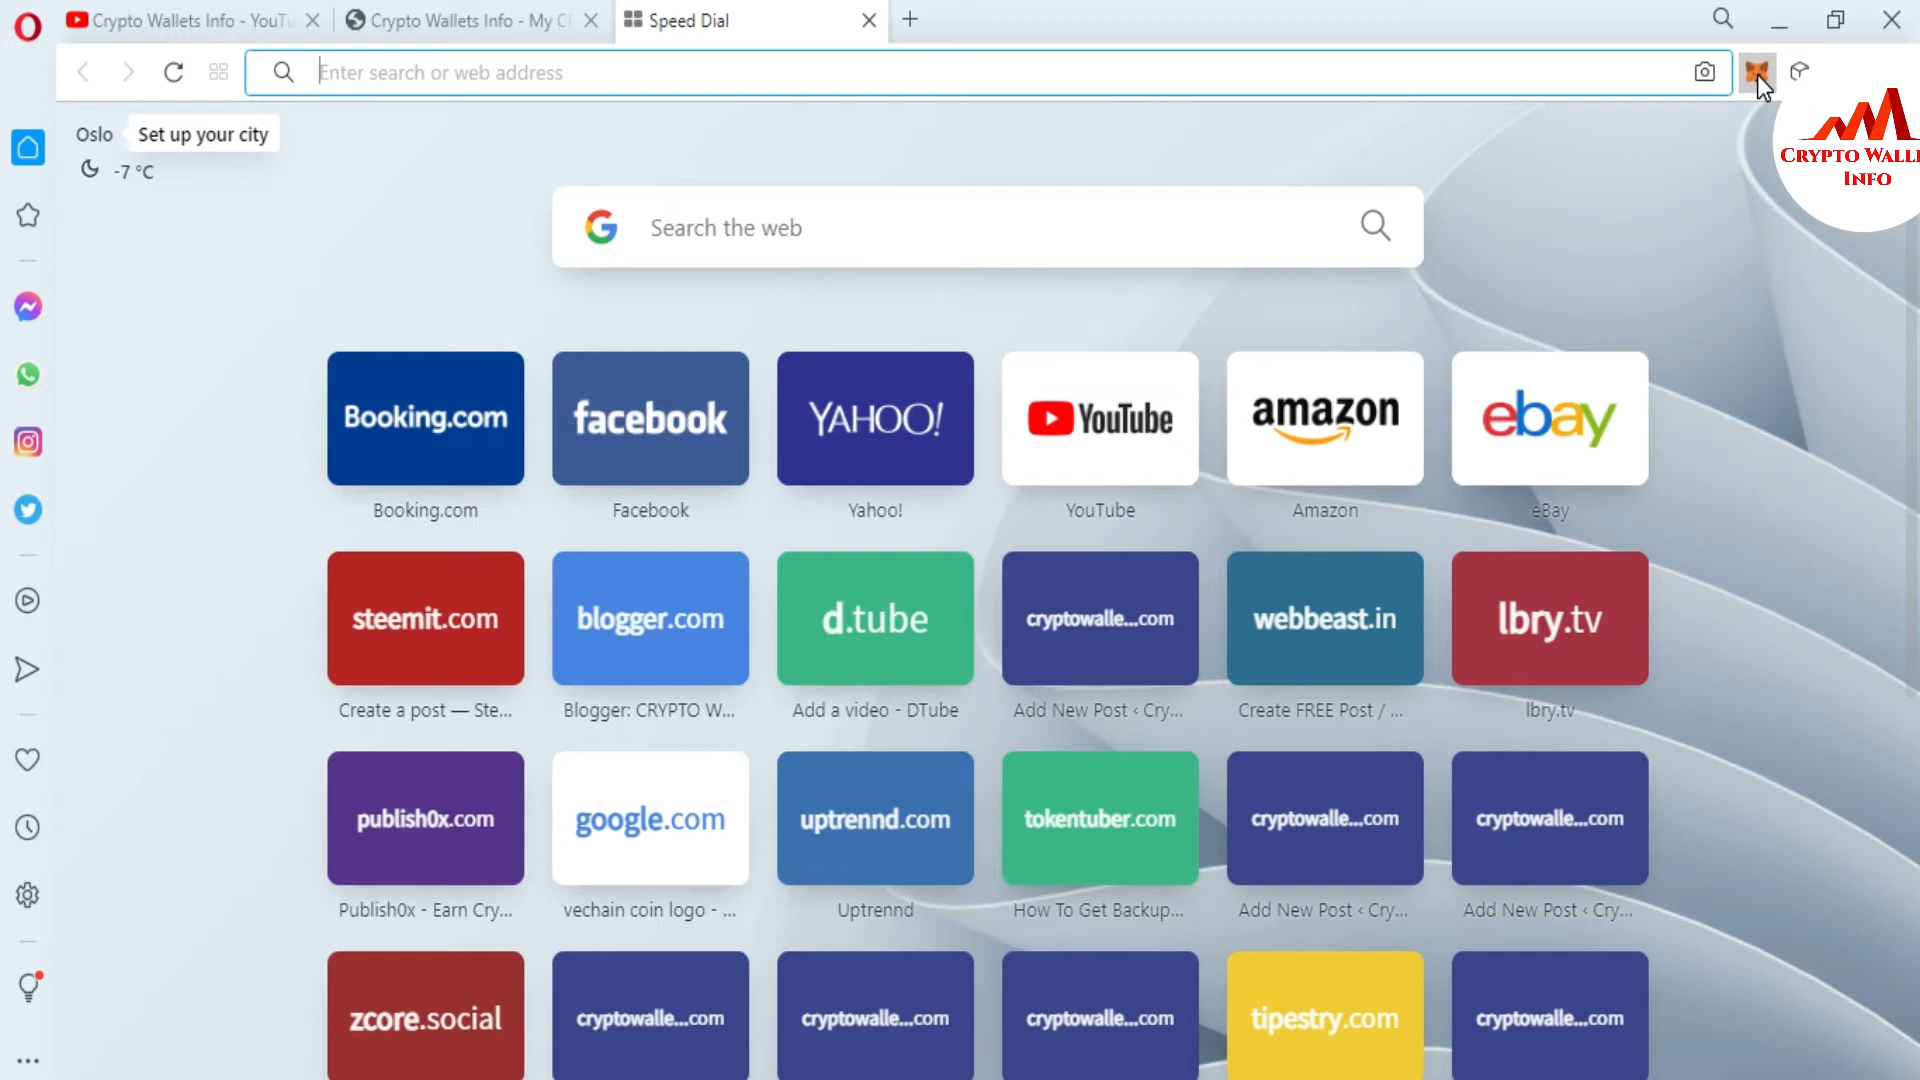 Crypto Wallets Info - YouTu
Crypto Wallets Info - My Cr
Speed Dial
Enter search or web address
Oslo
Set up your city
-7 °C
CRYPTO WALLE
INFO
Search the web
Booking.com
facebook
YAHOO!
YouTube
amazon
ebay
Booking.com
Facebook
Yahoo!
YouTube
Amazon
eBay
steemit.com
blogger.com
d.tube
cryptowalle...com
webbeast.in
lbry.tv
Create a post — Ste...
Blogger: CRYPTO W...
Add a video - DTube
Add New Post ‹ Cry...
Create FREE Post / ...
lbry.tv
publish0x.com
google.com
uptrennd.com
tokentuber.com
cryptowalle...com
cryptowalle...com
Publish0x - Earn Cry...
vechain coin logo - ...
Uptrennd
How To Get Backup...
Add New Post ‹ Cry...
Add New Post ‹ Cry...
zcore.social
cryptowalle...com
cryptowalle...com
cryptowalle...com
tipestry.com
cryptowalle...com